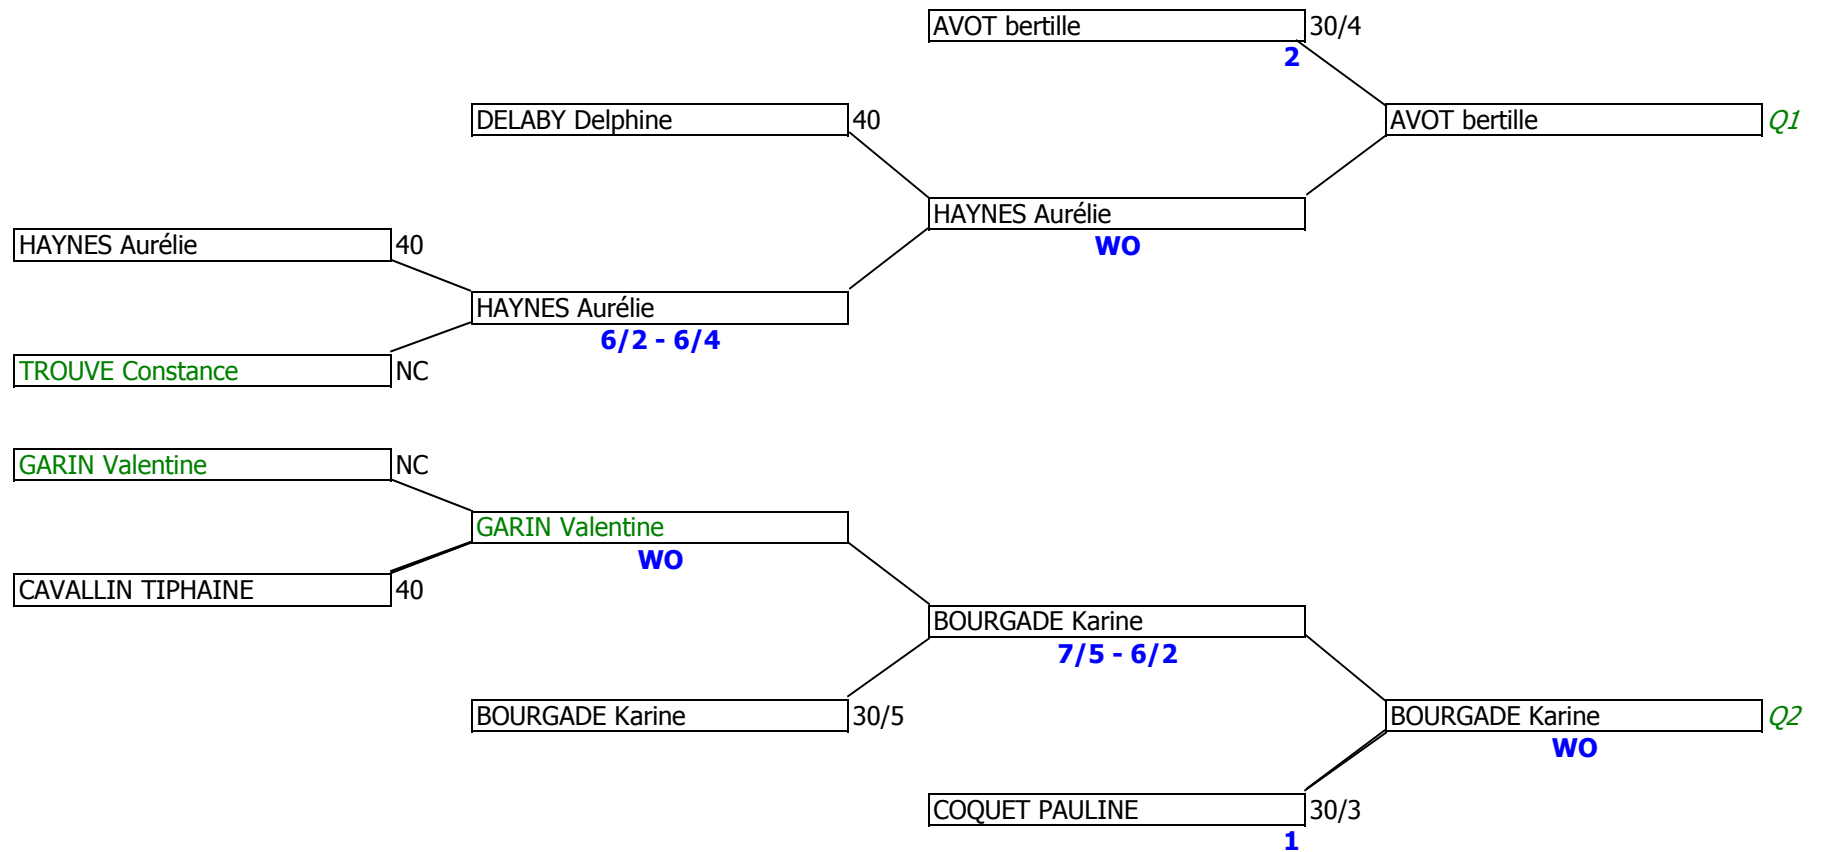 AVOT bertille 30/4
2
DELABY Delphine 40
AVOT bertille Q1
HAYNES Aurélie
WO
HAYNES Aurélie 40
HAYNES Aurélie
6/2 - 6/4
TROUVE Constance NC
GARIN Valentine NC
GARIN Valentine
WO
CAVALLIN TIPHAINE 40
BOURGADE Karine
7/5 - 6/2
BOURGADE Karine 30/5
BOURGADE Karine Q2
WO
COQUET PAULINE 30/3
1